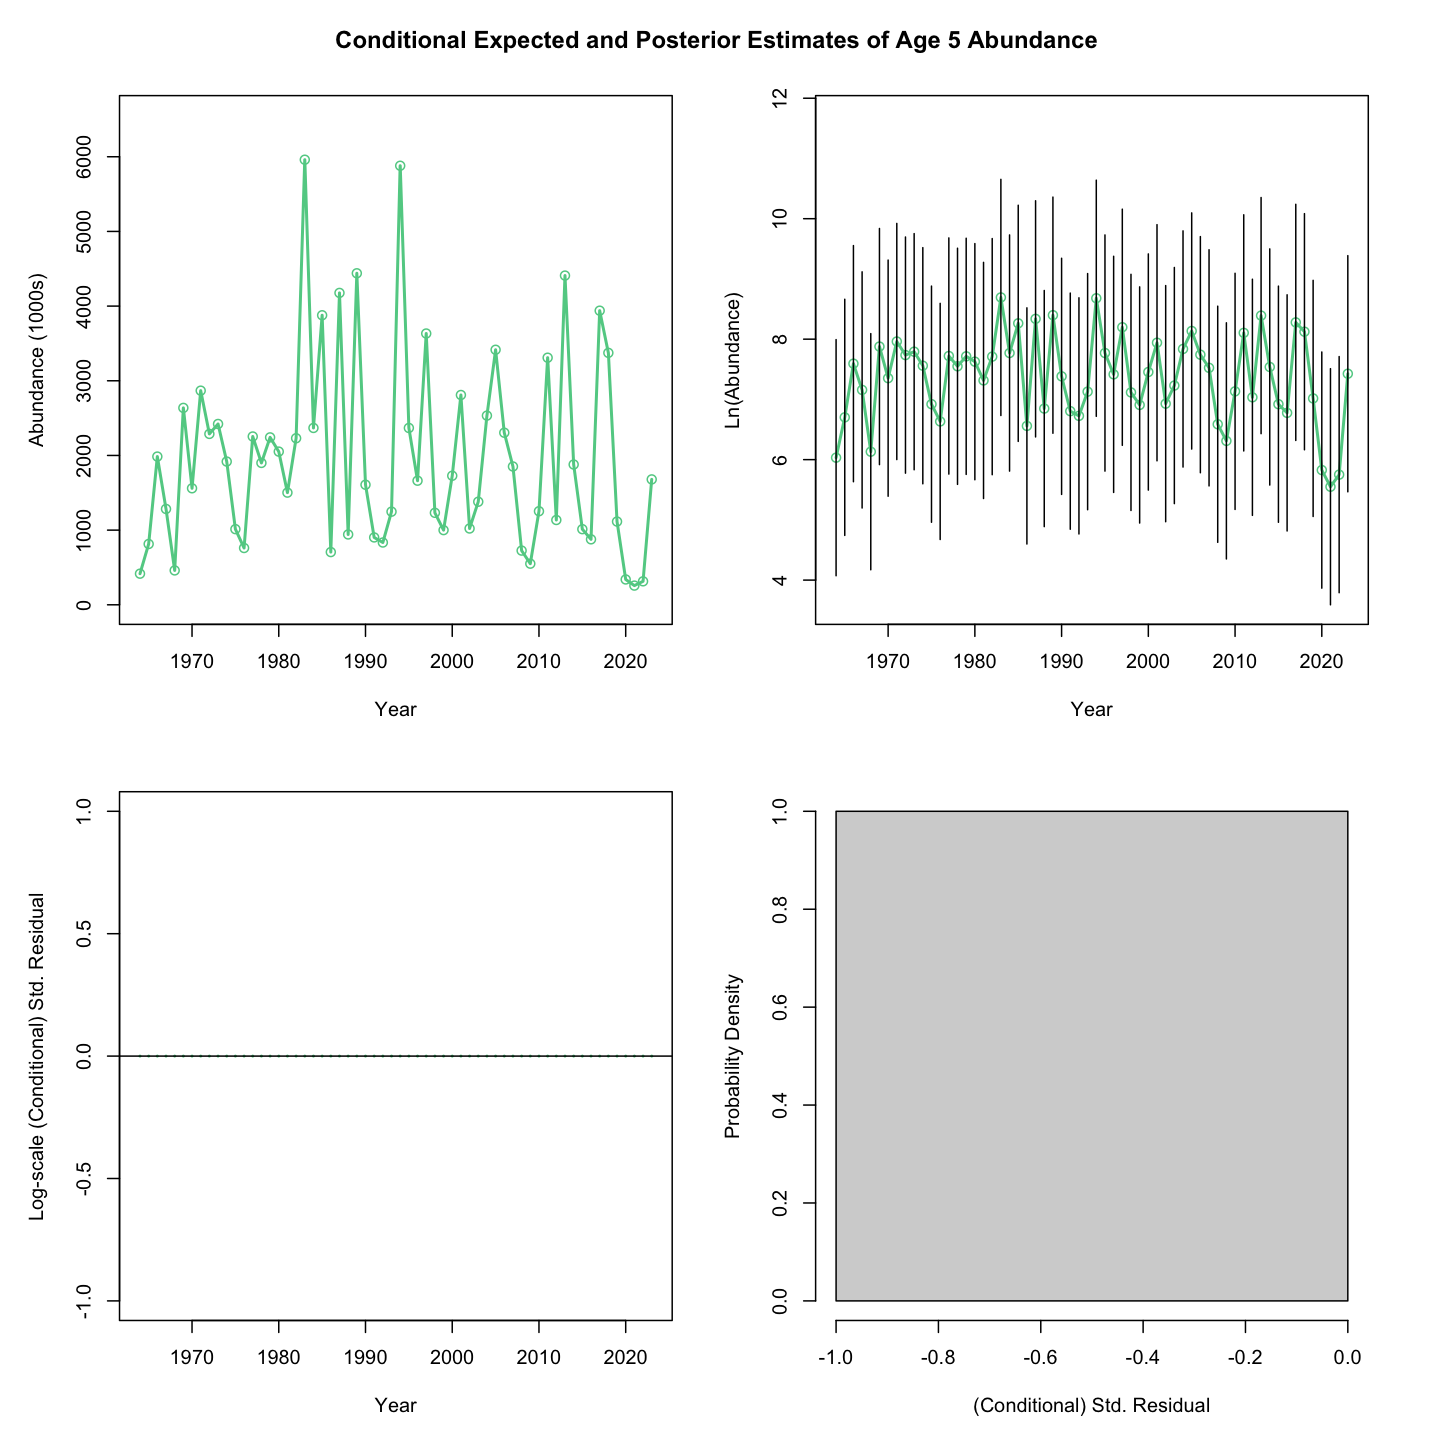 Conditional Expected and Posterior Estimates of Age 5 Abundance
Abundance (1000s)
6000
5000
4000
3000
2000
1000
0
1970 1980 1990 2000 2010 2020
Year
Ln(Abundance)
12
10
8
6
4
1970 1980 1990 2000 2010 2020
Year
Log-scale (Conditional) Std. Residual
1.0
0.5
0.0
-0.5
-1.0
1970 1980 1990 2000 2010 2020
Year
Probability Density
1.0
0.8
0.6
0.4
0.2
0.0
-1.0 -0.8 -0.6 -0.4 -0.2 0.0
(Conditional) Std. Residual